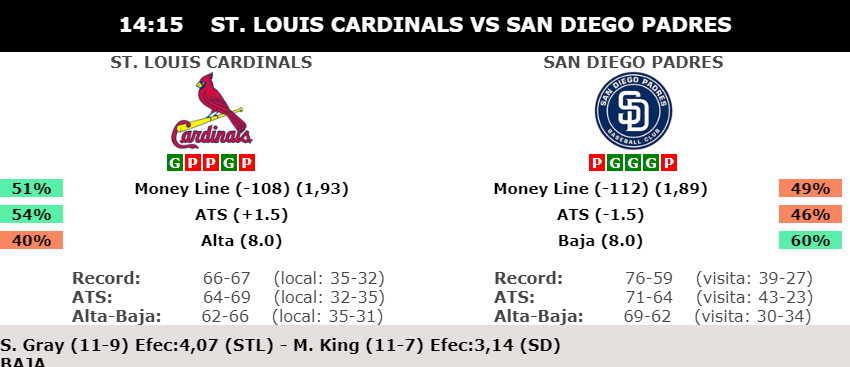 14:15 ST. LOUIS CARDINALS VS SAN DIEGO PADRES
ST. LOUIS CARDINALS SAN DIEGO PADRES
Cardinals SAN DIEGO PADRES SD BASEBALL CLUB
G P P G P P G G G P
51% Money Line (-108) (1,93) Money Line (-112) (1,89) 49%
54% ATS (+1.5) ATS (-1.5) 46%
40% Alta (8.0) Baja (8.0) 60%
Record: 66-67 (local: 35-32) Record: 76-59 (visita: 39-27)
ATS: 64-69 (local: 32-35) ATS: 71-64 (visita: 43-23)
Alta-Baja: 62-66 (local: 35-31) Alta-Baja: 69-62 (visita: 30-34)
S. Gray (11-9) Efec:4,07 (STL) - M. King (11-7) Efec:3,14 (SD)
BAJA